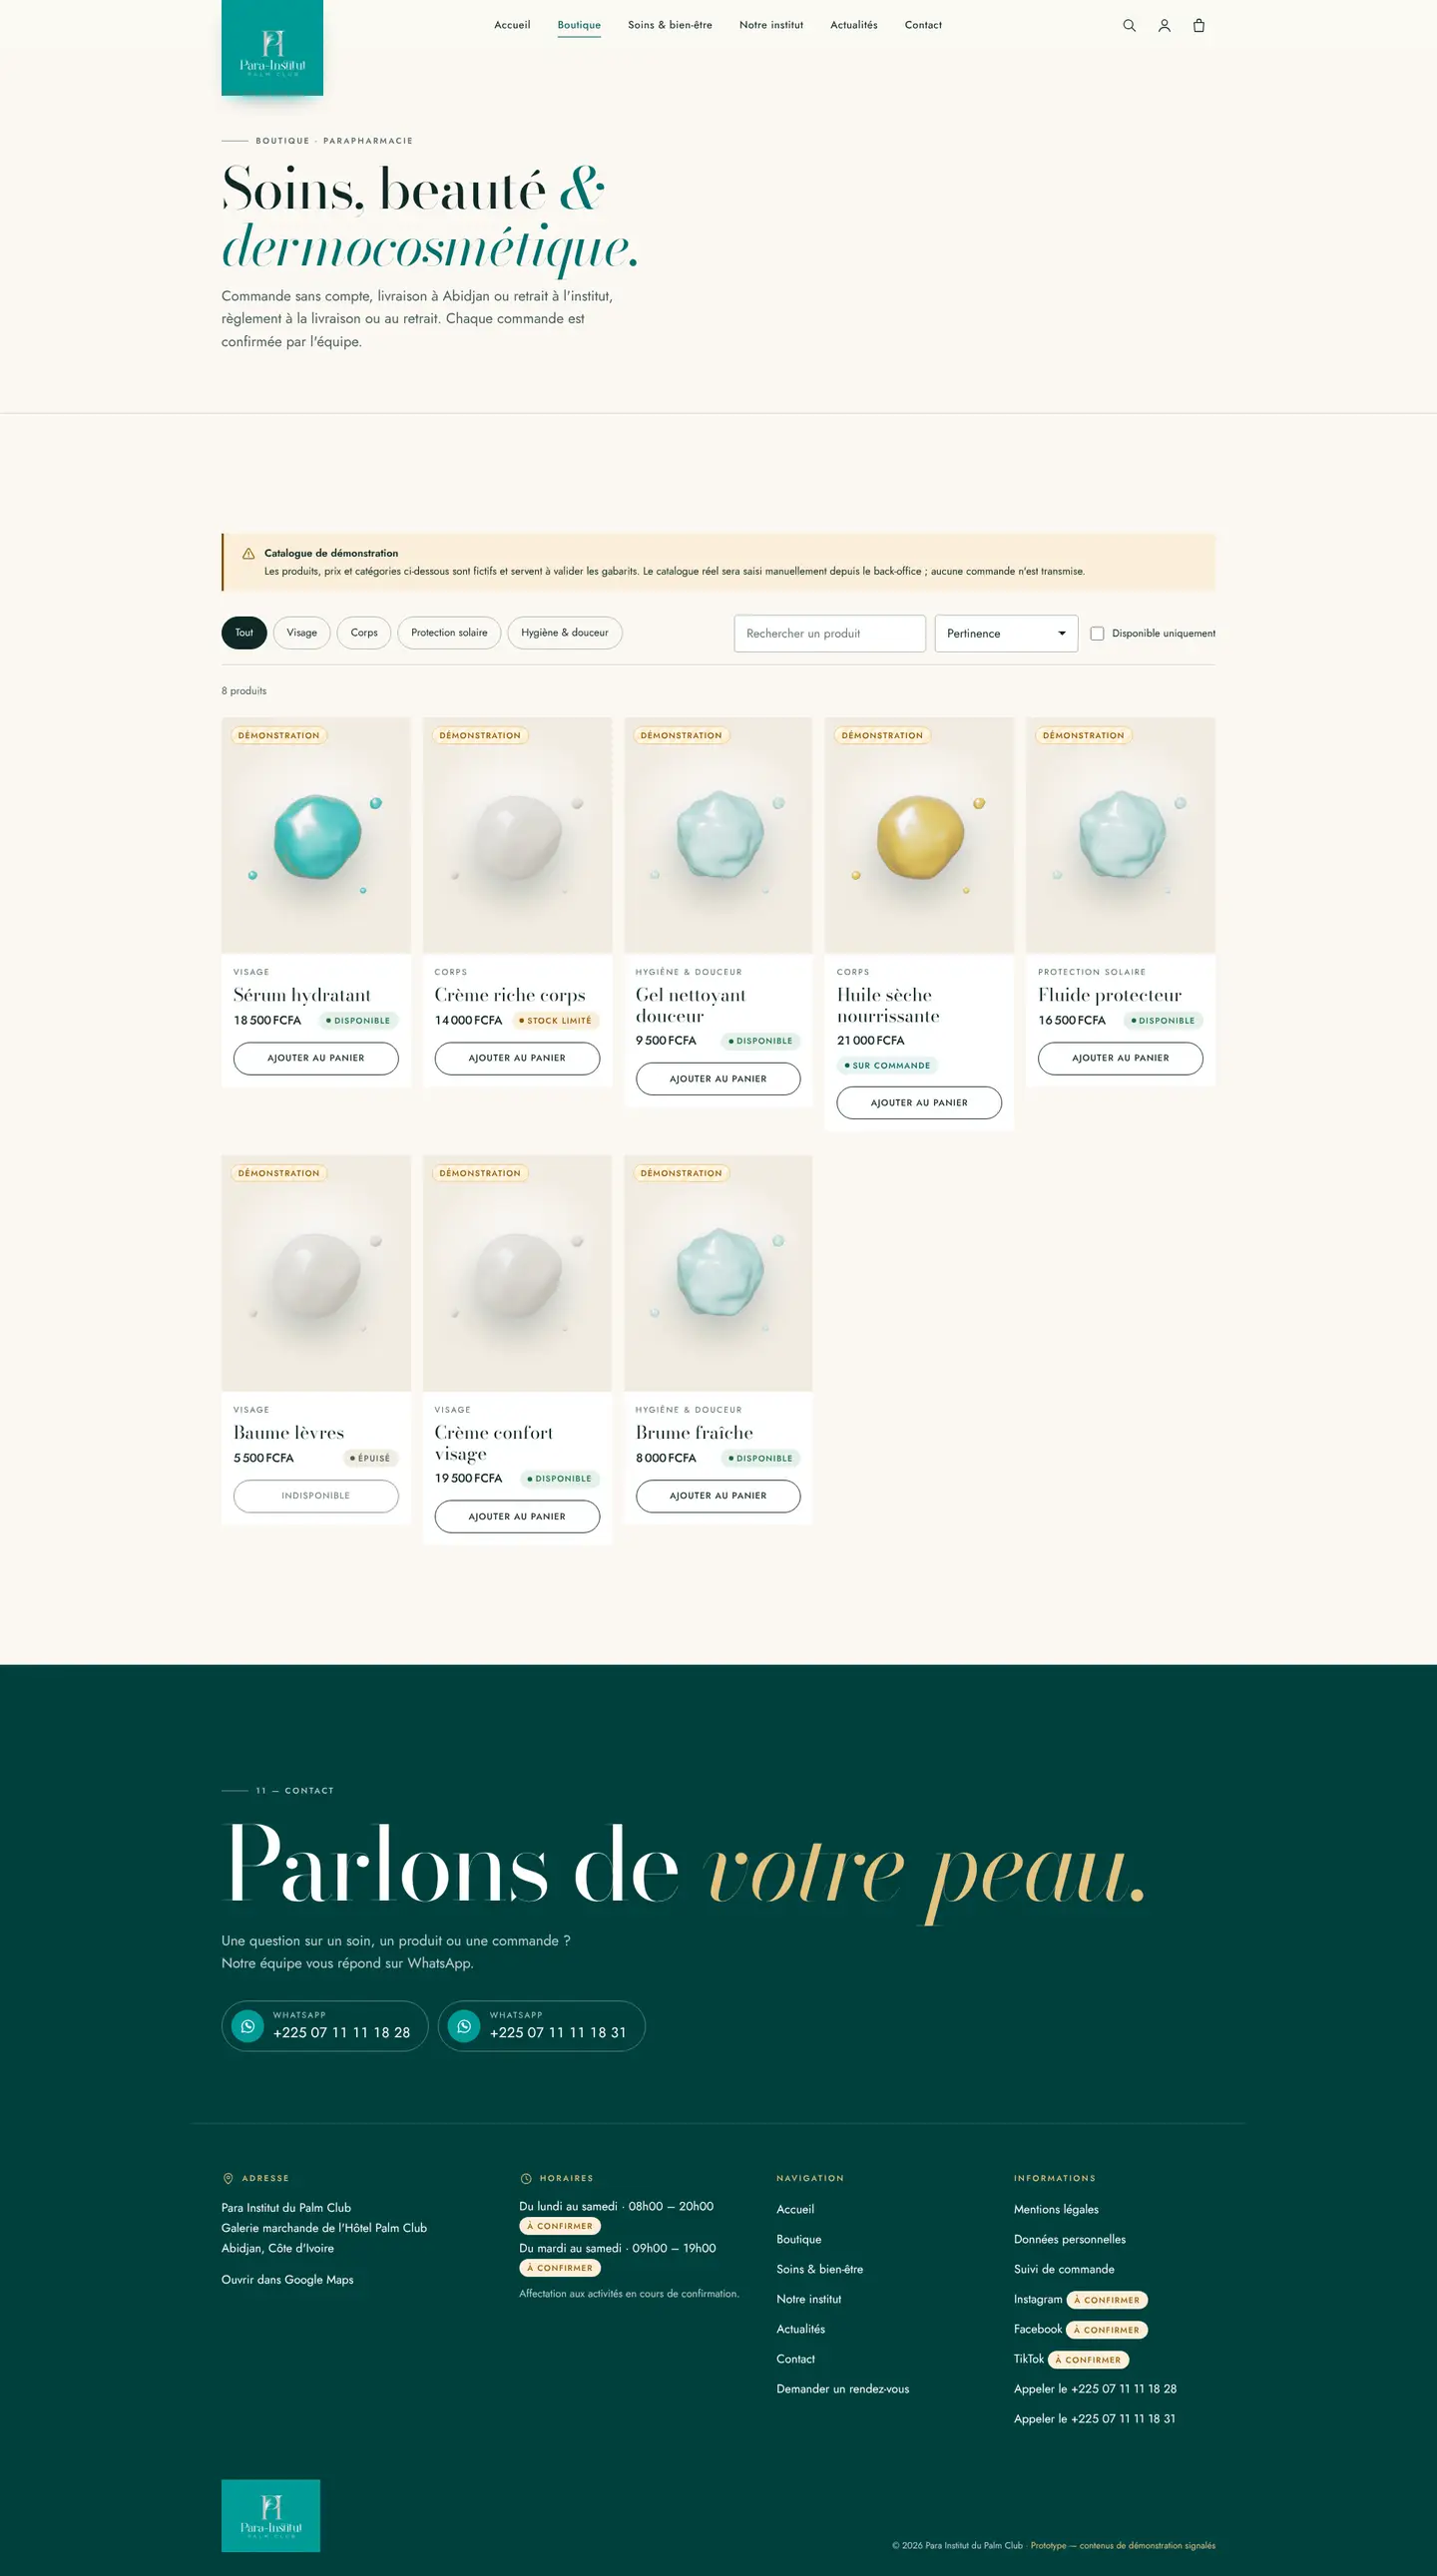 Para-Institut
PALM CLUB
Accueil
Boutique
Soins & bien-être
Notre institut
Actualités
Contact
BOUTIQUE · PARAPHARMACIE
Soins, beauté &
dermocosmétique.
Commande sans compte, livraison à Abidjan ou retrait à l'institut,
règlement à la livraison ou au retrait. Chaque commande est
confirmée par l'équipe.
Catalogue de démonstration
Les produits, prix et catégories ci-dessous sont fictifs et servent à valider les gabarits. Le catalogue réel sera saisi manuellement depuis le back-office ; aucune commande n'est transmise.
Tout
Visage
Corps
Protection solaire
Hygiène & douceur
Rechercher un produit
Pertinence
Disponible uniquement
8 produits
DÉMONSTRATION
VISAGE
Sérum hydratant
18 500 FCFA
DISPONIBLE
AJOUTER AU PANIER
DÉMONSTRATION
CORPS
Crème riche corps
14 000 FCFA
STOCK LIMITÉ
AJOUTER AU PANIER
DÉMONSTRATION
HYGIÈNE & DOUCEUR
Gel nettoyant
douceur
9 500 FCFA
DISPONIBLE
AJOUTER AU PANIER
DÉMONSTRATION
CORPS
Huile sèche
nourrissante
21 000 FCFA
SUR COMMANDE
AJOUTER AU PANIER
DÉMONSTRATION
PROTECTION SOLAIRE
Fluide protecteur
16 500 FCFA
DISPONIBLE
AJOUTER AU PANIER
DÉMONSTRATION
VISAGE
Baume lèvres
5 500 FCFA
ÉPUISÉ
INDISPONIBLE
DÉMONSTRATION
VISAGE
Crème confort
visage
19 500 FCFA
DISPONIBLE
AJOUTER AU PANIER
DÉMONSTRATION
HYGIÈNE & DOUCEUR
Brume fraîche
8 000 FCFA
DISPONIBLE
AJOUTER AU PANIER
11 — CONTACT
Parlons de votre peau.
Une question sur un soin, un produit ou une commande ?
Notre équipe vous répond sur WhatsApp.
WHATSAPP
+225 07 11 11 18 28
WHATSAPP
+225 07 11 11 18 31
ADRESSE
Para Institut du Palm Club
Galerie marchande de l'Hôtel Palm Club
Abidjan, Côte d'Ivoire
Ouvrir dans Google Maps
HORAIRES
Du lundi au samedi · 08h00 – 20h00
À CONFIRMER
Du mardi au samedi · 09h00 – 19h00
À CONFIRMER
Affectation aux activités en cours de confirmation.
NAVIGATION
Accueil
Boutique
Soins & bien-être
Notre institut
Actualités
Contact
Demander un rendez-vous
INFORMATIONS
Mentions légales
Données personnelles
Suivi de commande
Instagram À CONFIRMER
Facebook À CONFIRMER
TikTok À CONFIRMER
Appeler le +225 07 11 11 18 28
Appeler le +225 07 11 11 18 31
Para-Institut
PALM CLUB
© 2026 Para Institut du Palm Club · Prototype — contenus de démonstration signalés